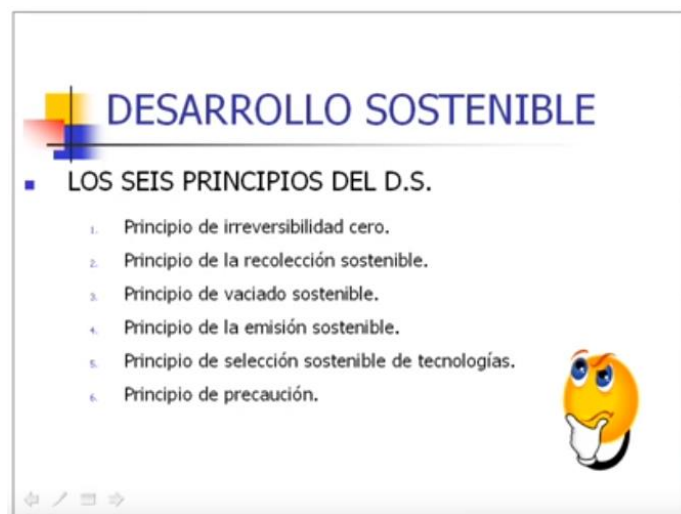 DESARROLLO SOSTENIBLE
LOS SEIS PRINCIPIOS DEL D.S.
1. Principio de irreversibilidad cero.
2. Principio de la recolección sostenible.
3. Principio de vaciado sostenible.
4. Principio de la emisión sostenible.
5. Principio de selección sostenible de tecnologías.
6. Principio de precaución.